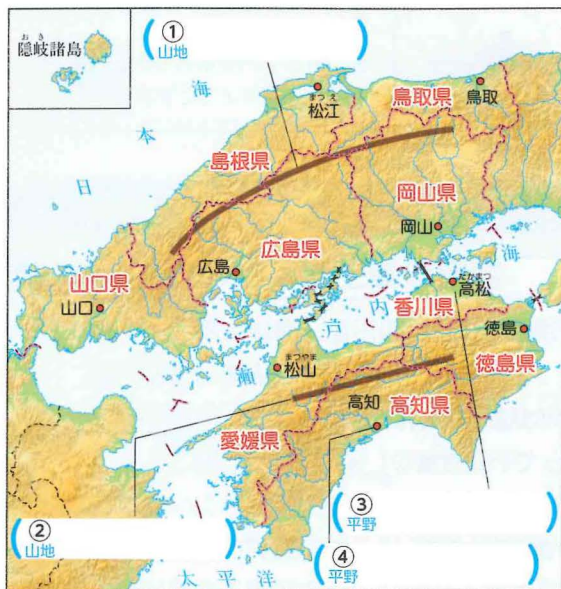 お き
隠岐諸島
① 山地
日 本 海
まつえ
松江
鳥取県
鳥取
島根県
岡山県
岡山
広島県
広島
山口県
山口
瀬 戸 内 海
たかまつ
高松
香川県
徳島
徳島県
まつやま
松山
高知
高知県
愛媛県
② 山地
③ 平野
④ 平野
太 平 洋